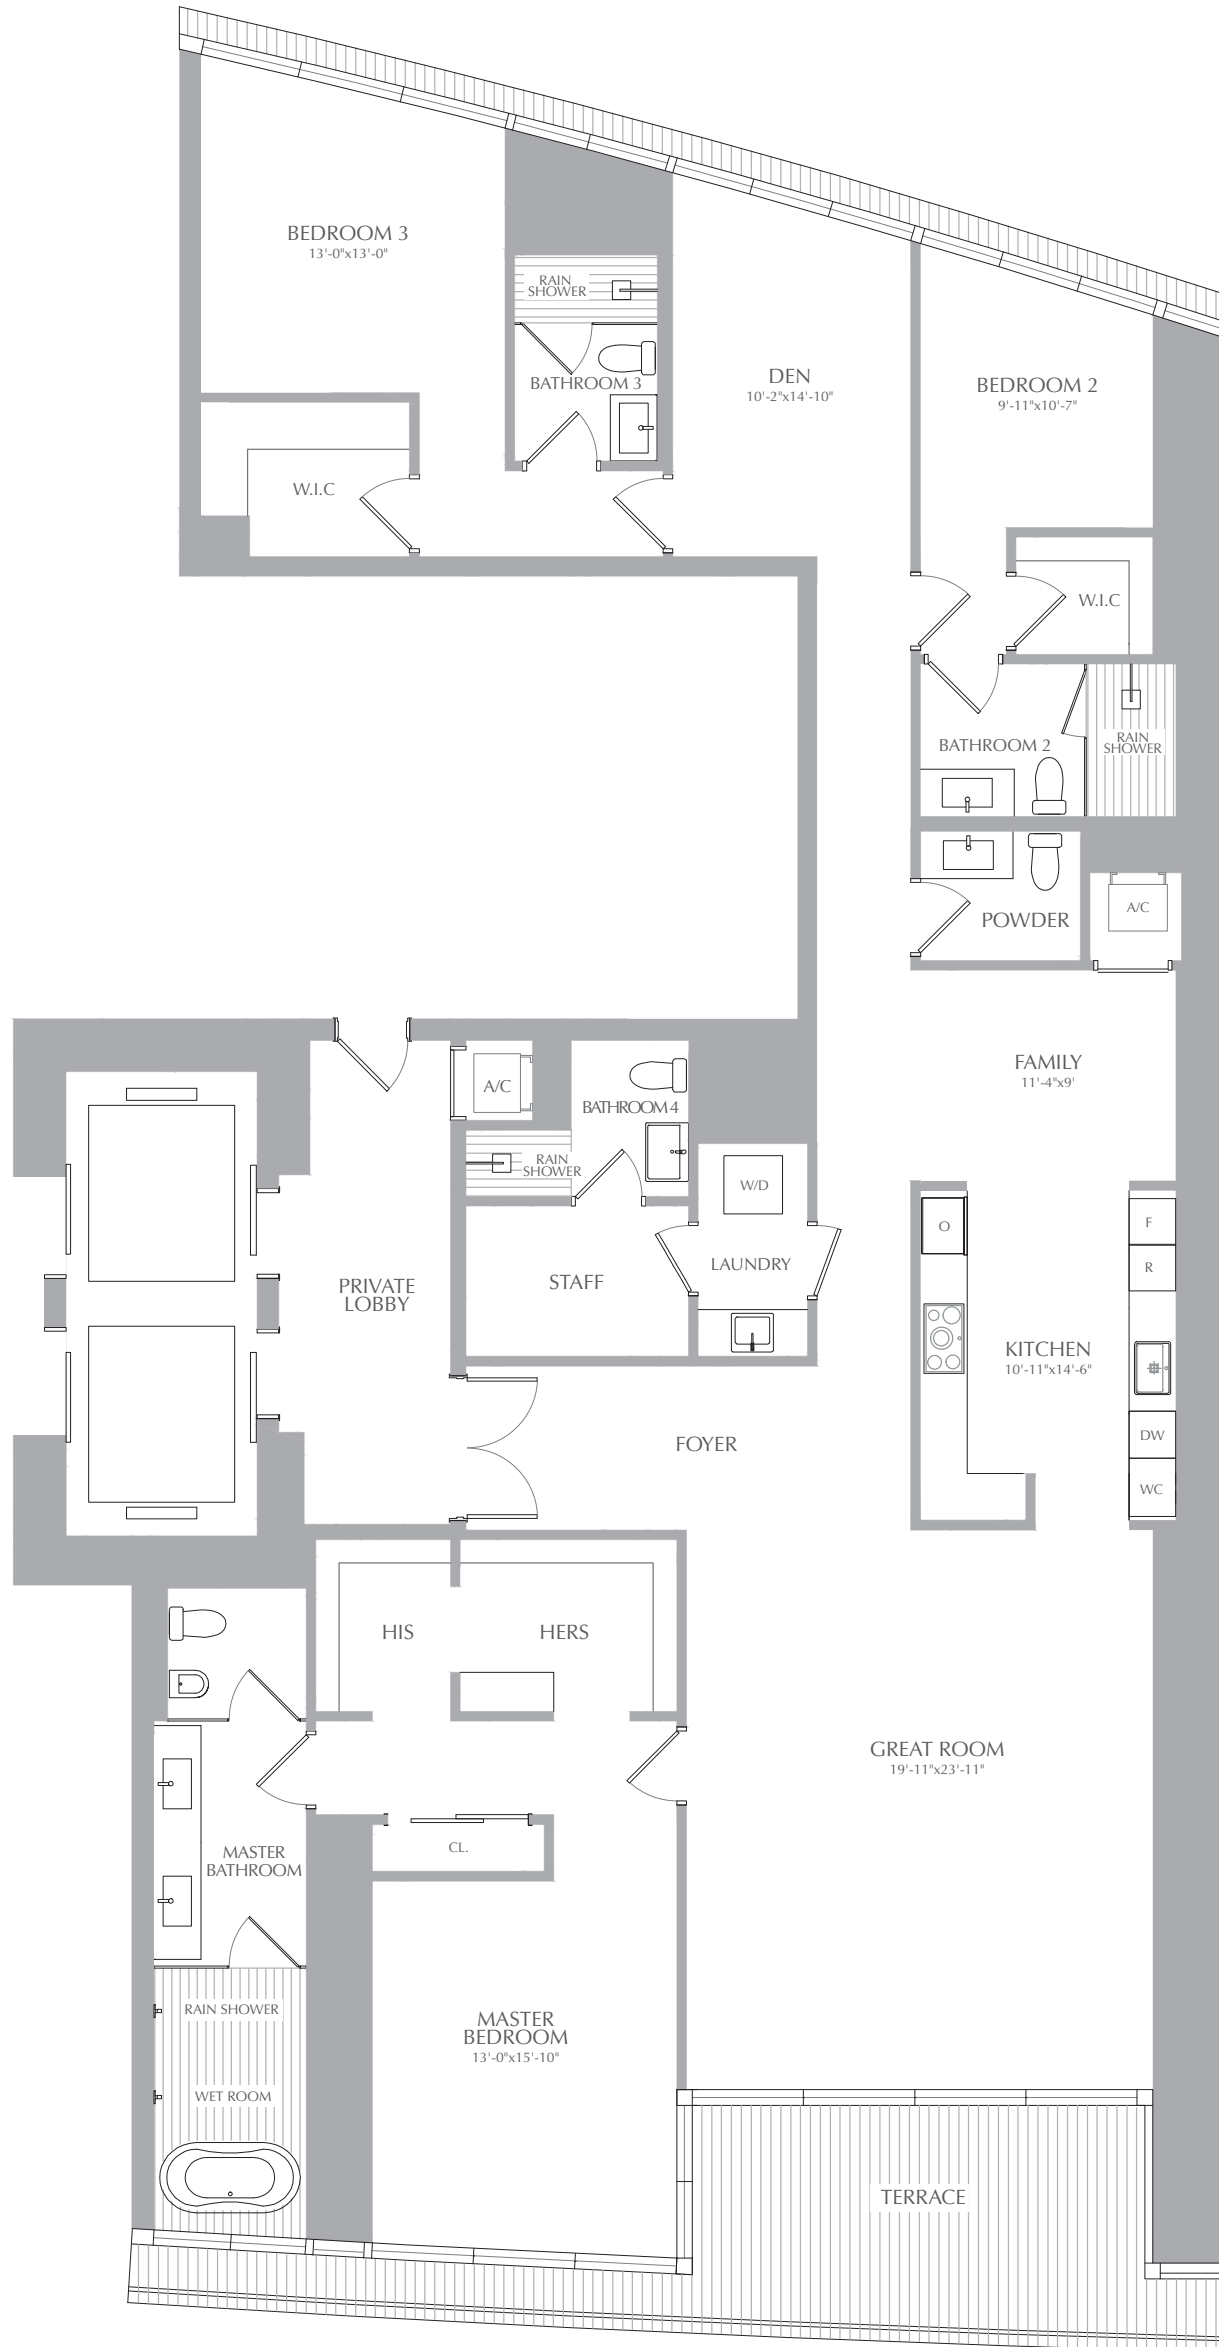 BEDROOM 3
13'-0"x13'-0"
RAIN
SHOWER
BATHROOM 3
DEN
10'-2"x14'-10"
BEDROOM 2
9'-11"x10'-7"
W.I.C
W.I.C
BATHROOM 2
RAIN
SHOWER
POWDER
A/C
FAMILY
11'-4"x9'
A/C
BATHROOM 4
RAIN
SHOWER
W/D
STAFF
LAUNDRY
PRIVATE
LOBBY
O
F
R
KITCHEN
10'-11"x14'-6"
DW
WC
FOYER
HIS
HERS
GREAT ROOM
19'-11"x23'-11"
CL.
MASTER
BATHROOM
RAIN SHOWER
WET ROOM
MASTER
BEDROOM
13'-0"x15'-10"
TERRACE